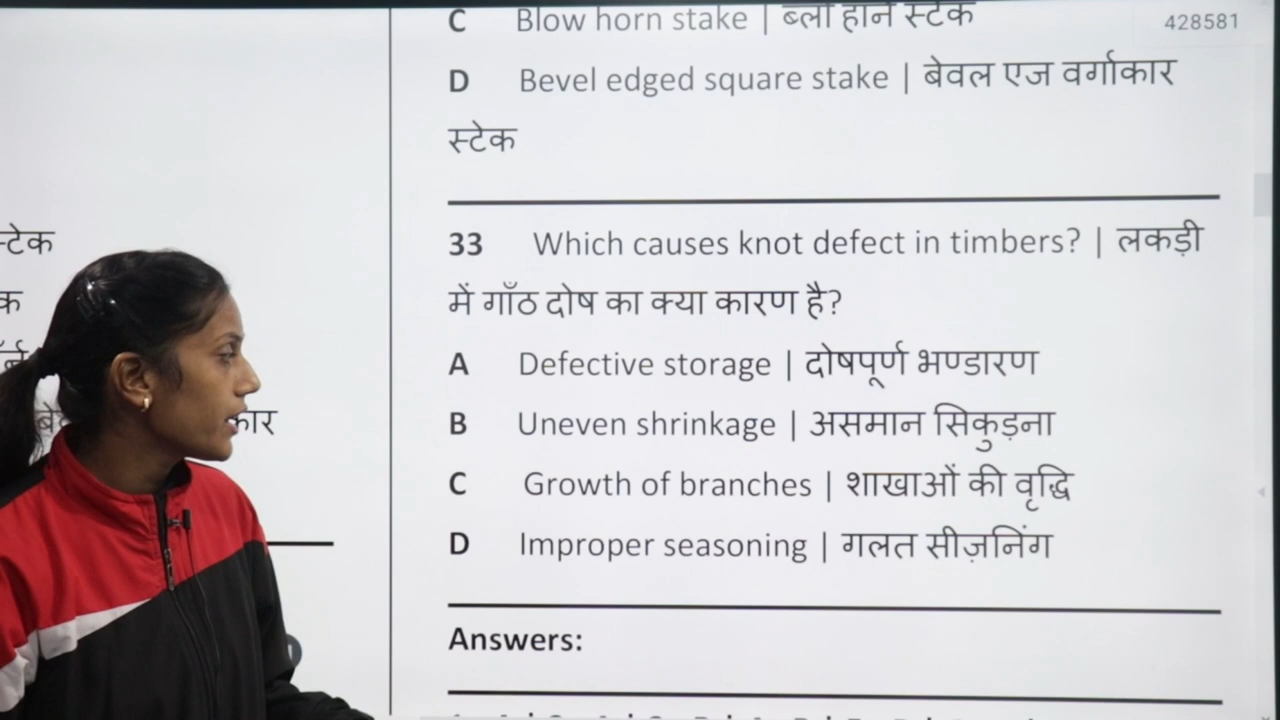 C Blow horn stake | ब्लो हॉर्न स्टेक
428581
D Bevel edged square stake | बेवल एज वर्गाकार
स्टेक
33 Which causes knot defect in timbers? | लकड़ी
में गाँठ दोष का क्या कारण है?
A Defective storage | दोषपूर्ण भण्डारण
B Uneven shrinkage | असमान सिकुड़ना
C Growth of branches | शाखाओं की वृद्धि
D Improper seasoning | गलत सीज़निंग
Answers: